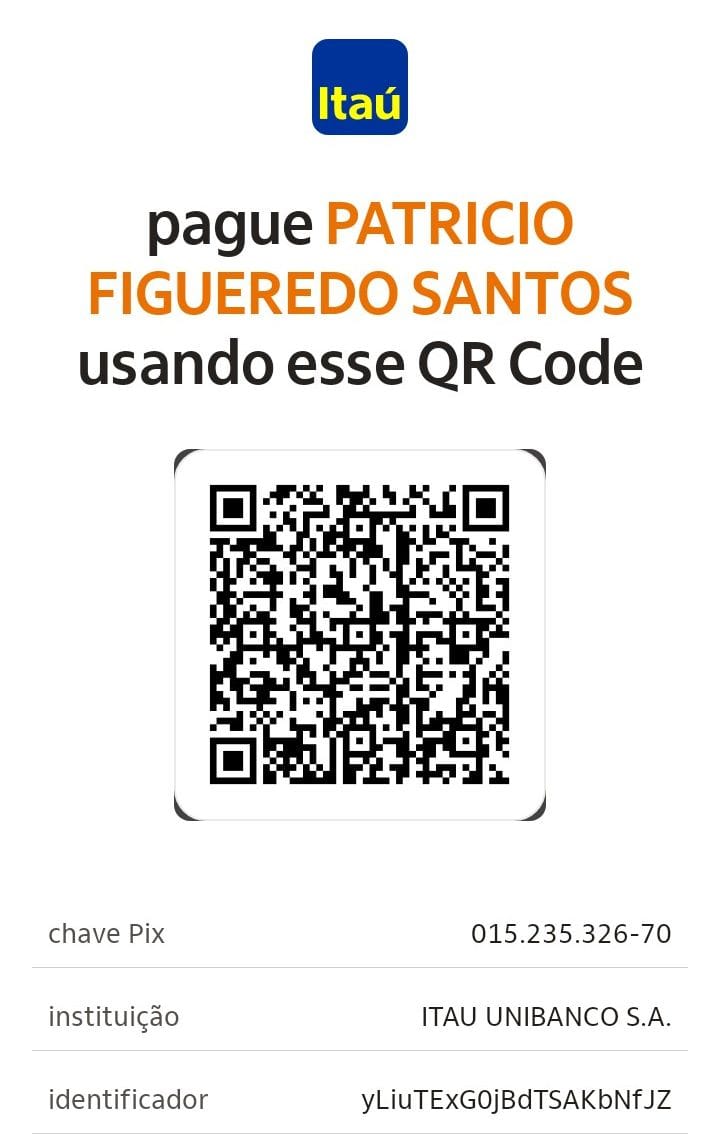 Itaú
pague PATRICIO
FIGUEREDO SANTOS
usando esse QR Code
chave Pix 015.235.326-70
instituição ITAU UNIBANCO S.A.
identificador yLiuTExG0jBdTSAKbNfJZ